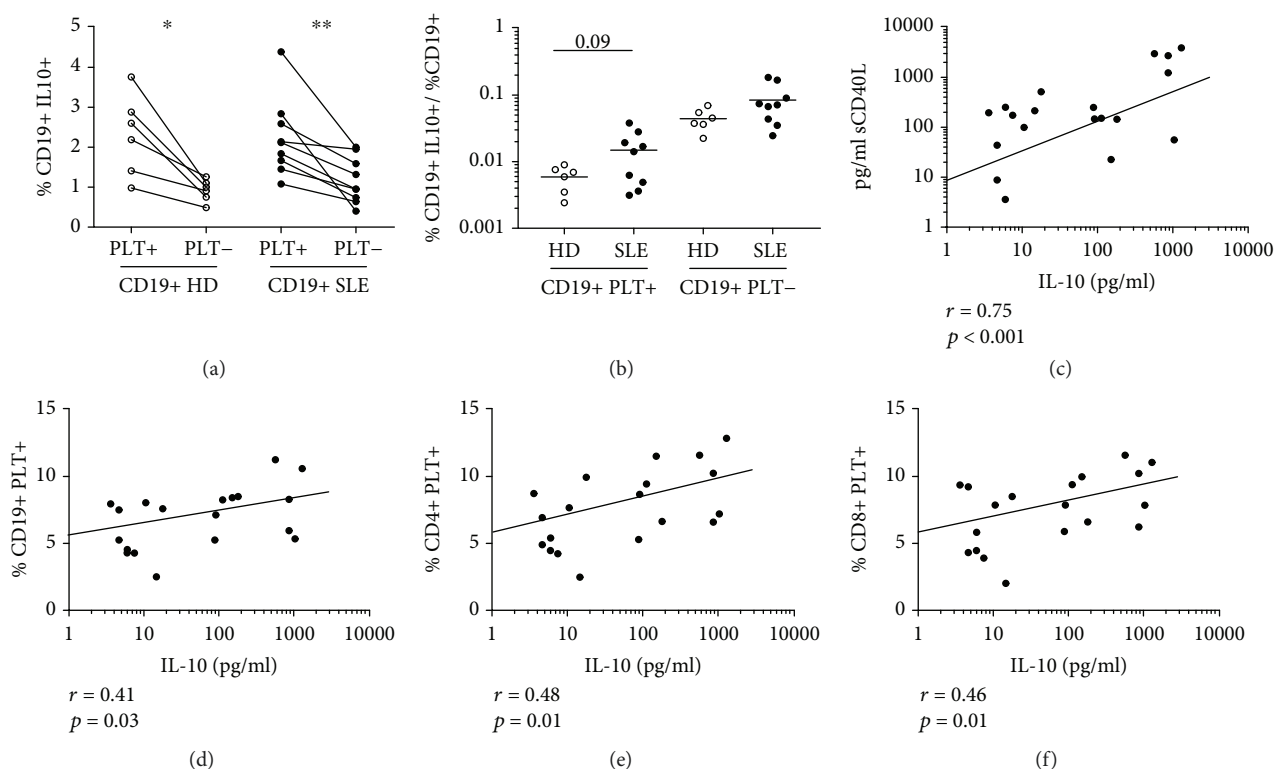 % CD19+ IL10+
5
4
3
2
1
0
*
**
PLT+ PLT− PLT+ PLT−
CD19+ HD CD19+ SLE
(a)
% CD19+ IL10+/ %CD19+
1
0.1
0.01
0.001
0.09
HD SLE HD SLE
CD19+ PLT+ CD19+ PLT−
(b)
pg/ml sCD40L
10000
1000
100
10
1
1 10 100 1000 10000
IL-10 (pg/ml)
r = 0.75
p < 0.001
(c)
% CD19+ PLT+
15
10
5
0
1 10 100 1000 10000
IL-10 (pg/ml)
r = 0.41
p = 0.03
(d)
% CD4+ PLT+
15
10
5
0
1 10 100 1000 10000
IL-10 (pg/ml)
r = 0.48
p = 0.01
(e)
% CD8+ PLT+
15
10
5
0
1 10 100 1000 10000
IL-10 (pg/ml)
r = 0.46
p = 0.01
(f)